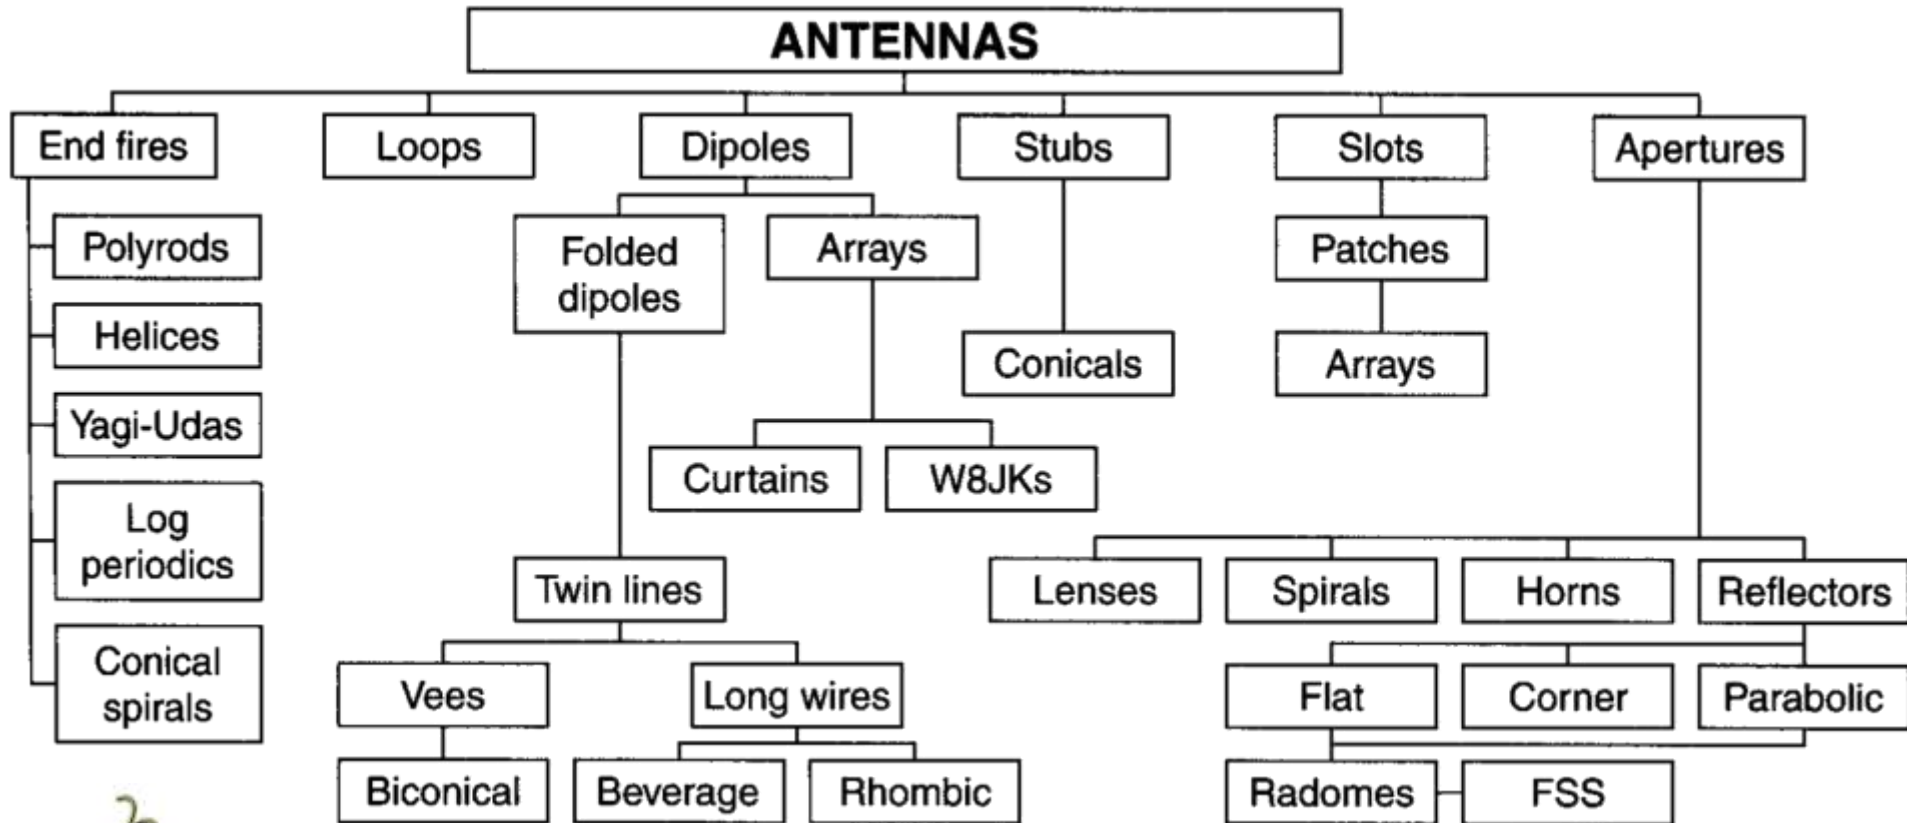 ANTENNAS
End fires
Loops
Dipoles
Stubs
Slots
Apertures
Polyrods
Helices
Yagi-Udas
Log
periodics
Conical
spirals
Folded
dipoles
Arrays
Conicals
Patches
Arrays
Curtains
W8JKs
Twin lines
Lenses
Spirals
Horns
Reflectors
Vees
Long wires
Flat
Corner
Parabolic
Biconical
Beverage
Rhombic
Radomes
FSS